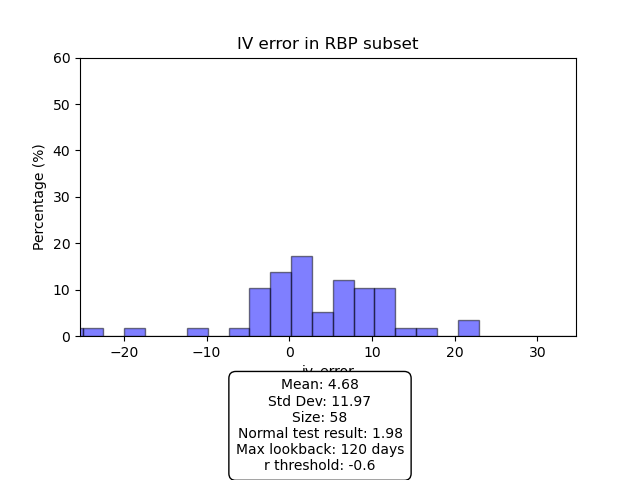 IV error in RBP subset
60
50
40
30
20
10
0
Percentage (%)
−20
−10
0
10
20
30
iv_error
Mean: 4.68
Std Dev: 11.97
Size: 58
Normal test result: 1.98
Max lookback: 120 days
r threshold: -0.6